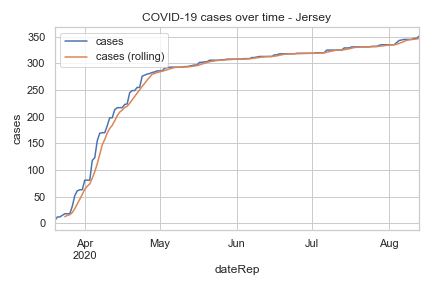 COVID-19 cases over time - Jersey
cases
cases (rolling)
350
300
250
200
150
100
50
0
cases
Apr
2020
May
Jun
Jul
Aug
dateRep